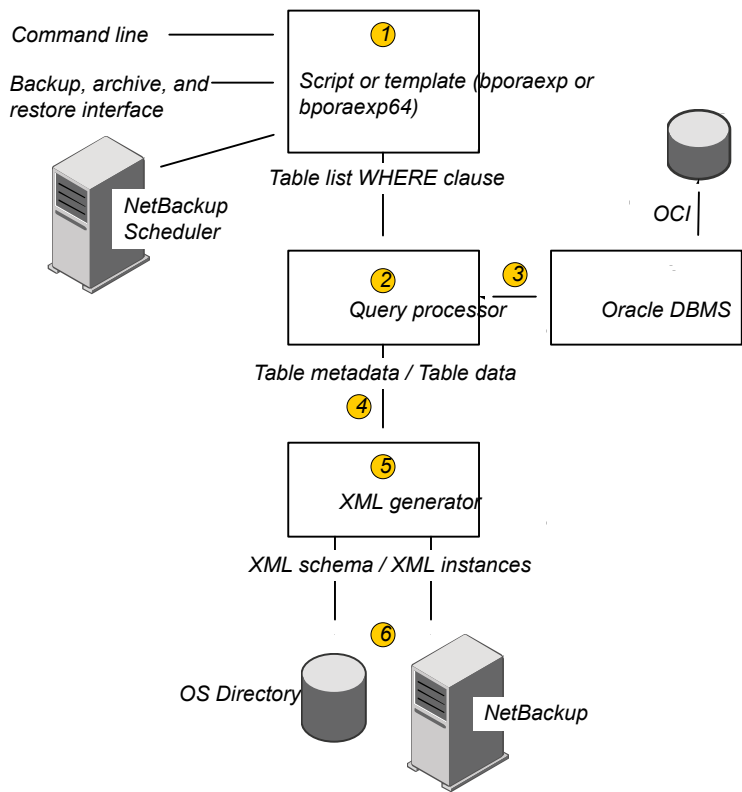 1
Command line
Backup, archive, and
restore interface
Script or template (bporaexp or
bporaexp64)
Table list WHERE clause
NetBackup
Scheduler
OCI
2
3
Query processor
Oracle DBMS
Table metadata / Table data
4
5
XML generator
XML schema / XML instances
6
OS Directory
NetBackup